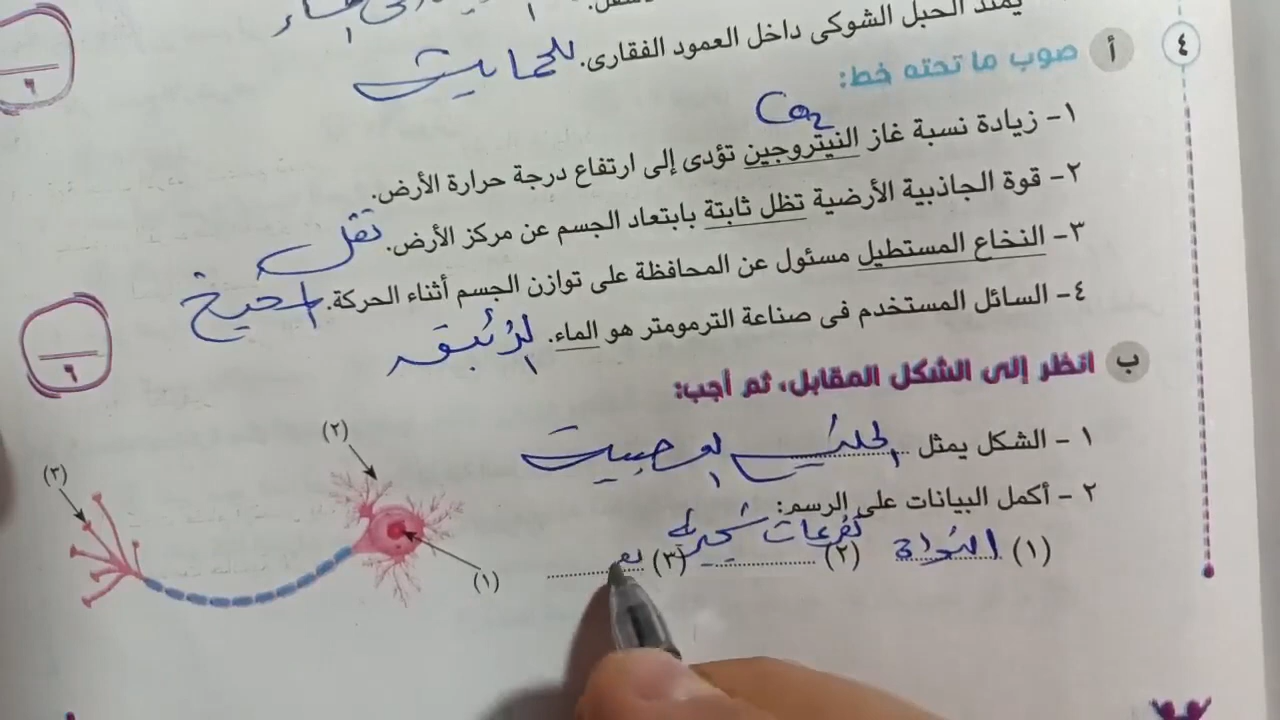 يمتد الحبل الشوكى داخل العمود الفقارى. للحمايت
٤ أ صوب ما تحته خط:
Co2
١- زيادة نسبة غاز النيتروجين تؤدى إلى ارتفاع درجة حرارة الأرض.
٢- قوة الجاذبية الأرضية تظل ثابتة بابتعاد الجسم عن مركز الأرض. تقل
٣- النخاع المستطيل مسئول عن المحافظة على توازن الجسم أثناء الحركة. المخيخ
٤- السائل المستخدم فى صناعة الترمومتر هو الماء. الزئبق
٦
٦
ب انظر إلى الشكل المقابل، ثم أجب:
١- الشكل يمثل الخلية العصبية
٢- أكمل البيانات على الرسم:
(١) النواة (٢) تفرعات شجيرية (٣)
(٢)
(٣)
(١)